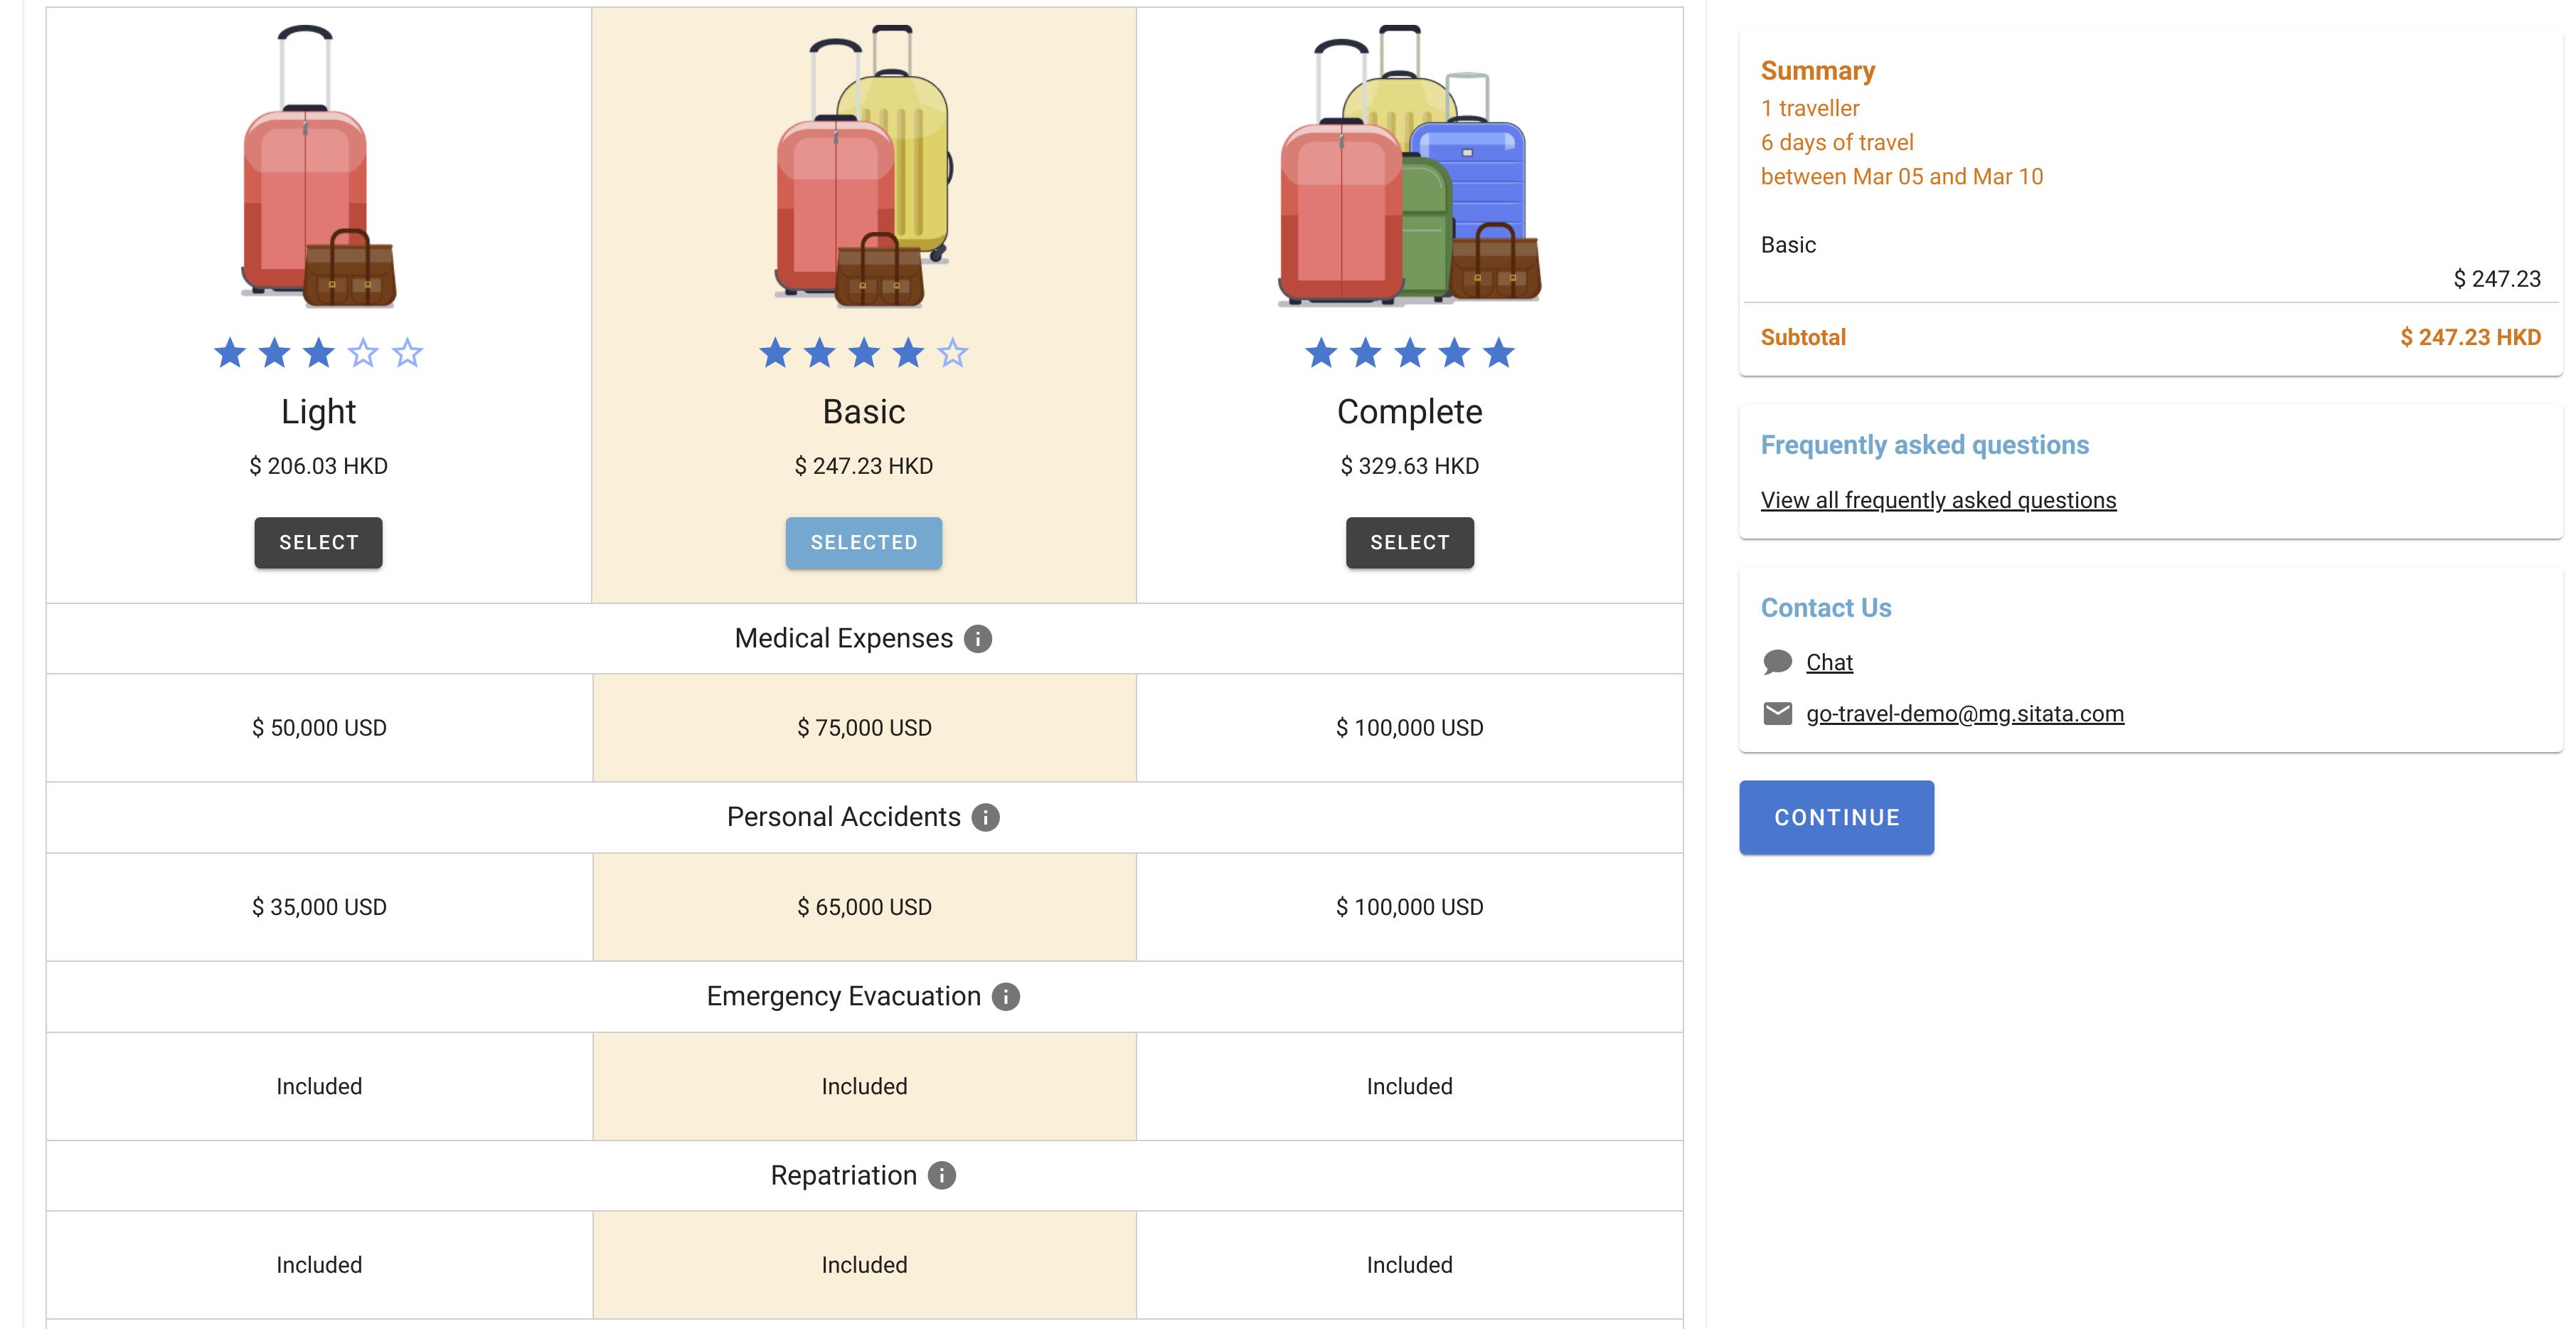 Light
Basic
Complete
$ 206.03 HKD
$ 247.23 HKD
$ 329.63 HKD
SELECT
SELECTED
SELECT
Medical Expenses
$ 50,000 USD
$ 75,000 USD
$ 100,000 USD
Personal Accidents
$ 35,000 USD
$ 65,000 USD
$ 100,000 USD
Emergency Evacuation
Included
Included
Included
Repatriation
Included
Included
Included
Summary
1 traveller
6 days of travel
between Mar 05 and Mar 10
Basic
$ 247.23
Subtotal
$ 247.23 HKD
Frequently asked questions
View all frequently asked questions
Contact Us
Chat
go-travel-demo@mg.sitata.com
CONTINUE